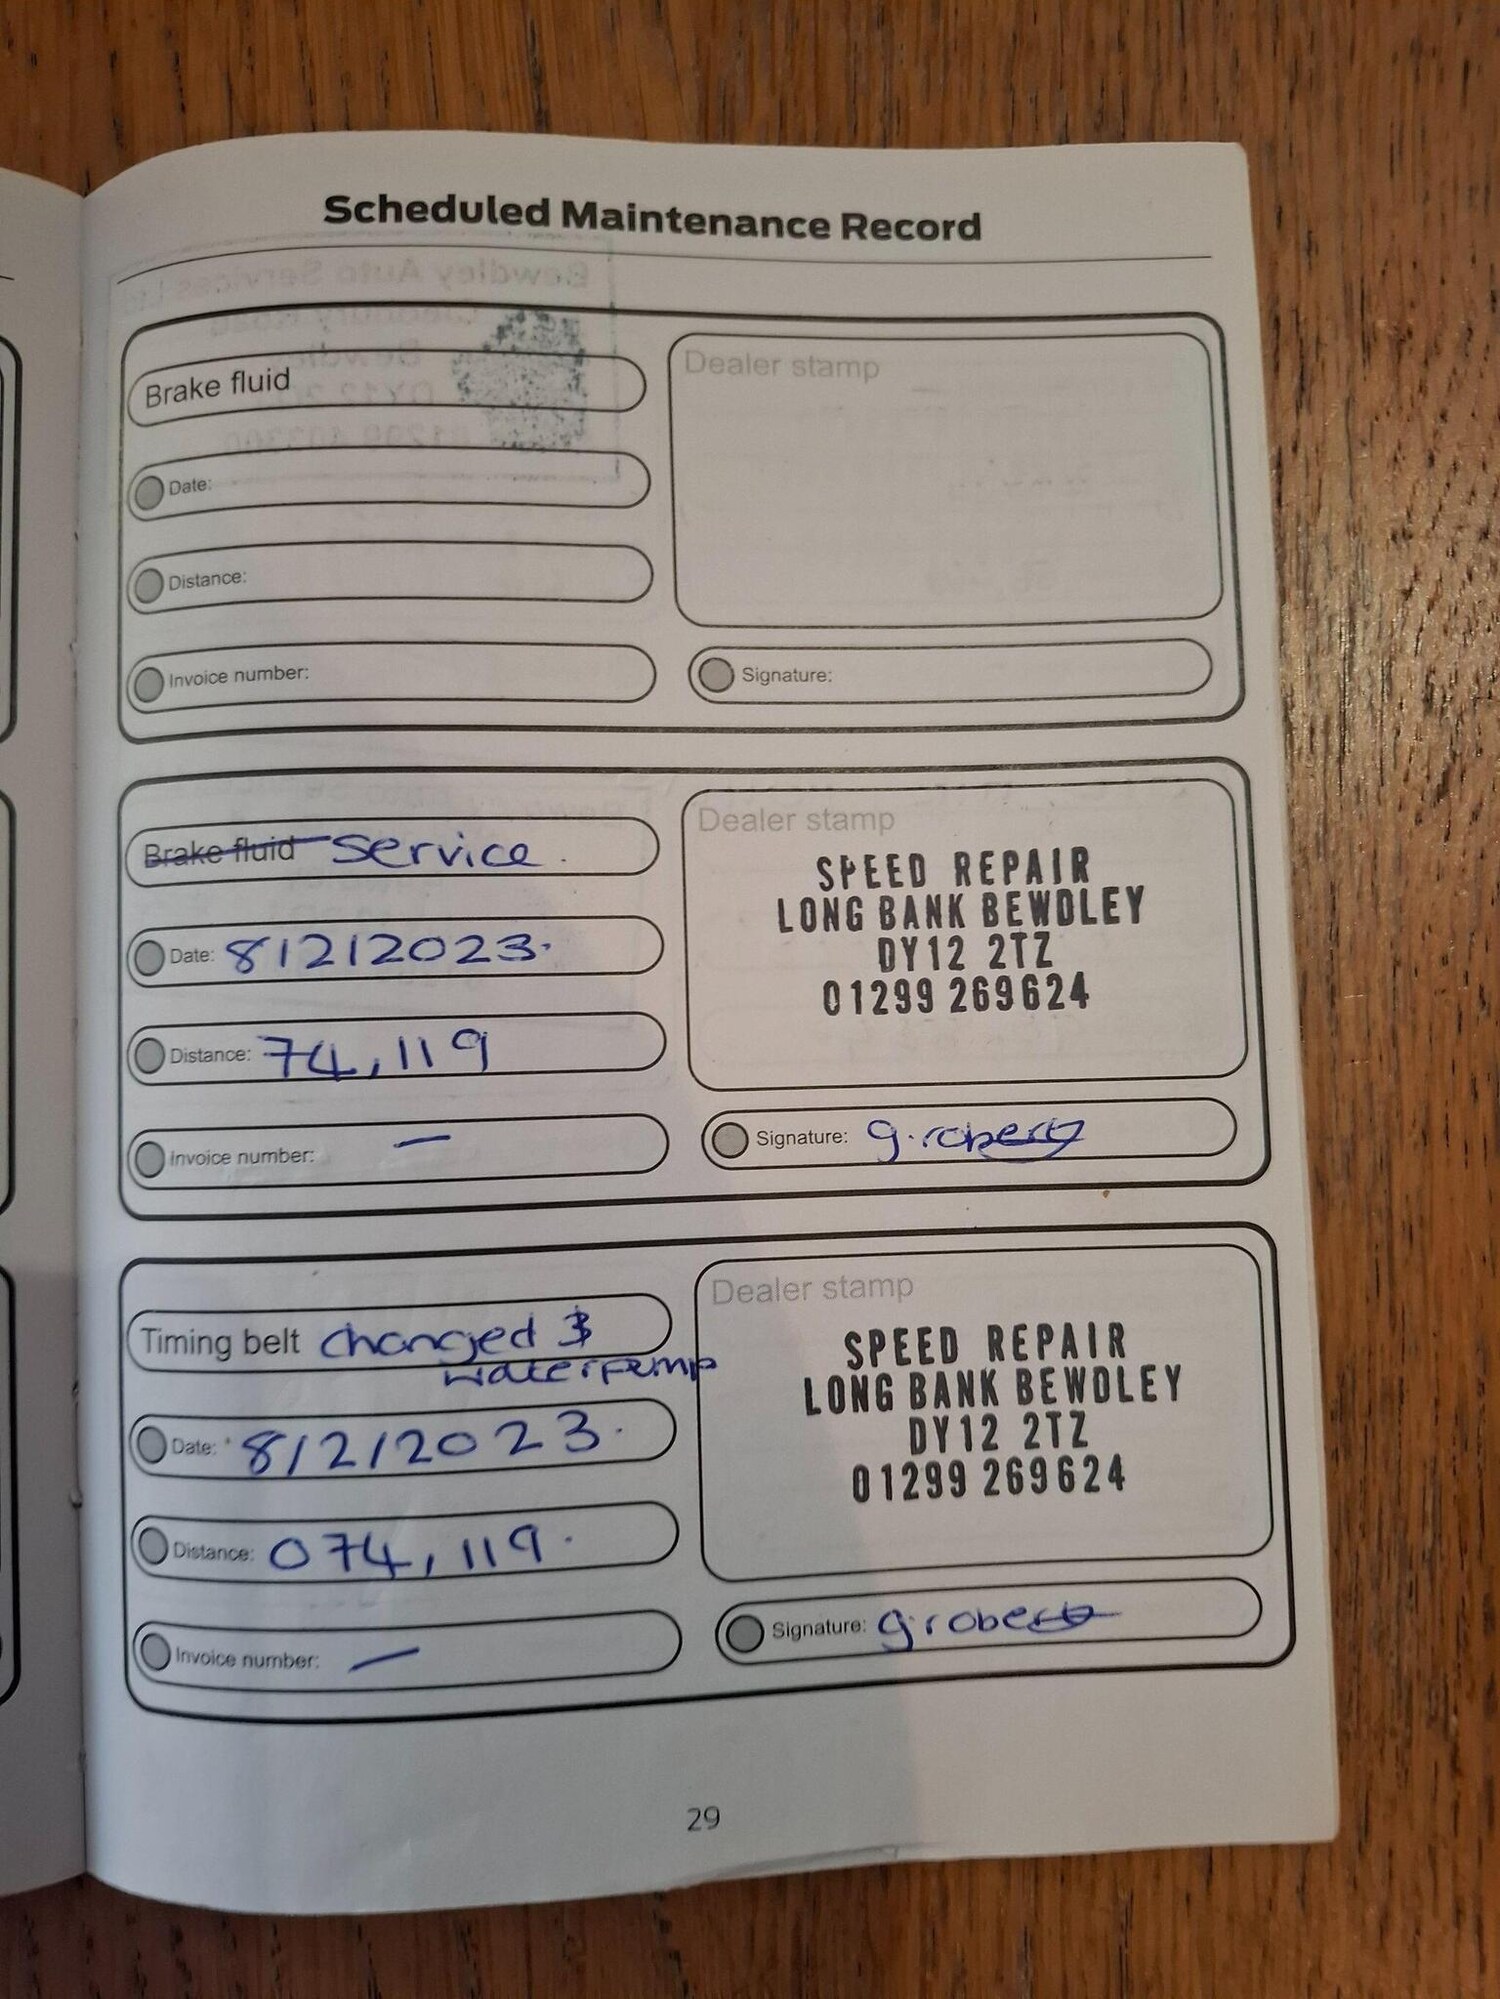 Scheduled Maintenance Record
Brake fluid
Date:
Distance:
Invoice number:
Dealer stamp
Signature:
Brake fluid service.
Date: 8/2/2023.
Distance: 74,119
Invoice number: —
Dealer stamp
SPEED REPAIR
LONG BANK BEWDLEY
DY12 2TZ
01299 269624
Signature: g.roberts
Timing belt changed &
waterpump
Date: 8/2/2023.
Distance: 074,119.
Invoice number: —
Dealer stamp
SPEED REPAIR
LONG BANK BEWDLEY
DY12 2TZ
01299 269624
Signature: g roberts
29